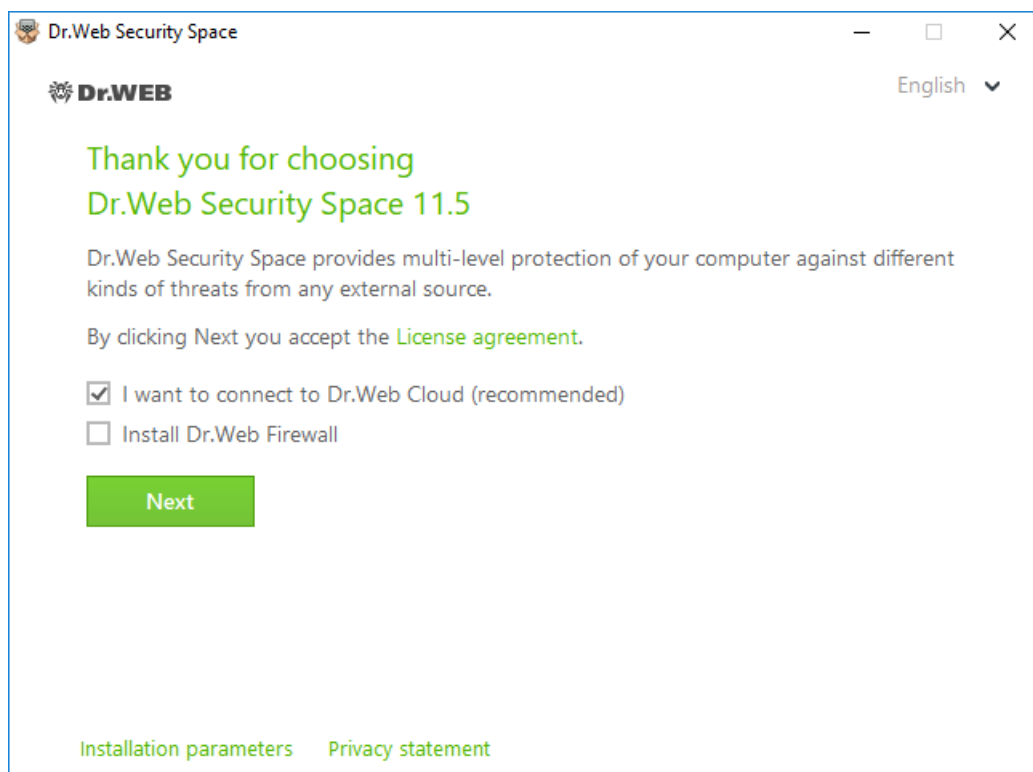 Dr.Web Security Space
Dr.WEB
English
Thank you for choosing
Dr.Web Security Space 11.5
Dr.Web Security Space provides multi-level protection of your computer against different
kinds of threats from any external source.
By clicking Next you accept the License agreement.
I want to connect to Dr.Web Cloud (recommended)
Install Dr.Web Firewall
Next
Installation parameters Privacy statement